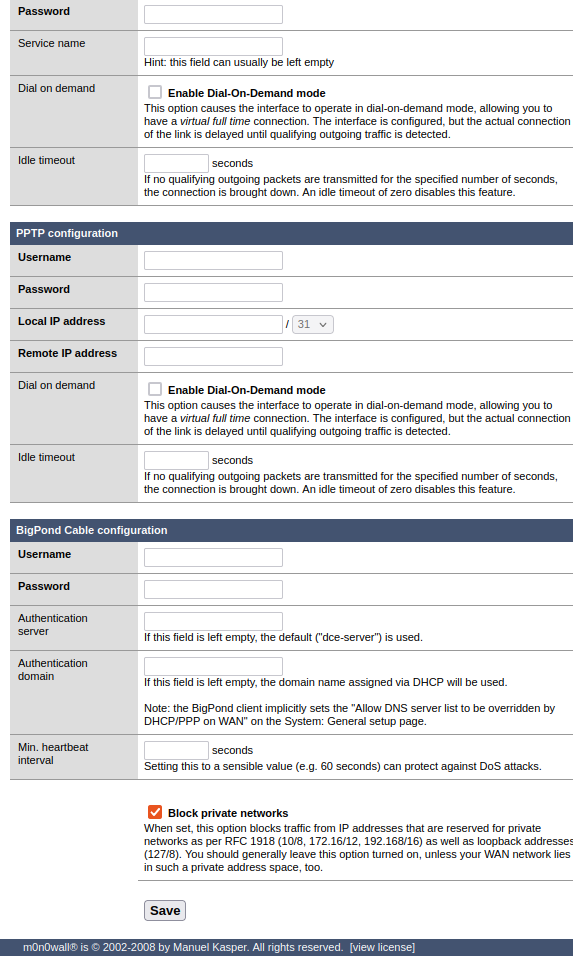 Password
Service name
Hint: this field can usually be left empty
Dial on demand
Enable Dial-On-Demand mode
This option causes the interface to operate in dial-on-demand mode, allowing you to
have a virtual full time connection. The interface is configured, but the actual connection
of the link is delayed until qualifying outgoing traffic is detected.
Idle timeout
seconds
If no qualifying outgoing packets are transmitted for the specified number of seconds,
the connection is brought down. An idle timeout of zero disables this feature.
PPTP configuration
Username
Password
Local IP address
/ 31
Remote IP address
Dial on demand
Enable Dial-On-Demand mode
This option causes the interface to operate in dial-on-demand mode, allowing you to
have a virtual full time connection. The interface is configured, but the actual connection
of the link is delayed until qualifying outgoing traffic is detected.
Idle timeout
seconds
If no qualifying outgoing packets are transmitted for the specified number of seconds,
the connection is brought down. An idle timeout of zero disables this feature.
BigPond Cable configuration
Username
Password
Authentication
server
If this field is left empty, the default ("dce-server") is used.
Authentication
domain
If this field is left empty, the domain name assigned via DHCP will be used.
Note: the BigPond client implicitly sets the "Allow DNS server list to be overridden by
DHCP/PPP on WAN" on the System: General setup page.
Min. heartbeat
interval
seconds
Setting this to a sensible value (e.g. 60 seconds) can protect against DoS attacks.
Block private networks
When set, this option blocks traffic from IP addresses that are reserved for private
networks as per RFC 1918 (10/8, 172.16/12, 192.168/16) as well as loopback addresses
(127/8). You should generally leave this option turned on, unless your WAN network lies
in such a private address space, too.
Save
m0n0wall® is © 2002-2008 by Manuel Kasper. All rights reserved. [view license]